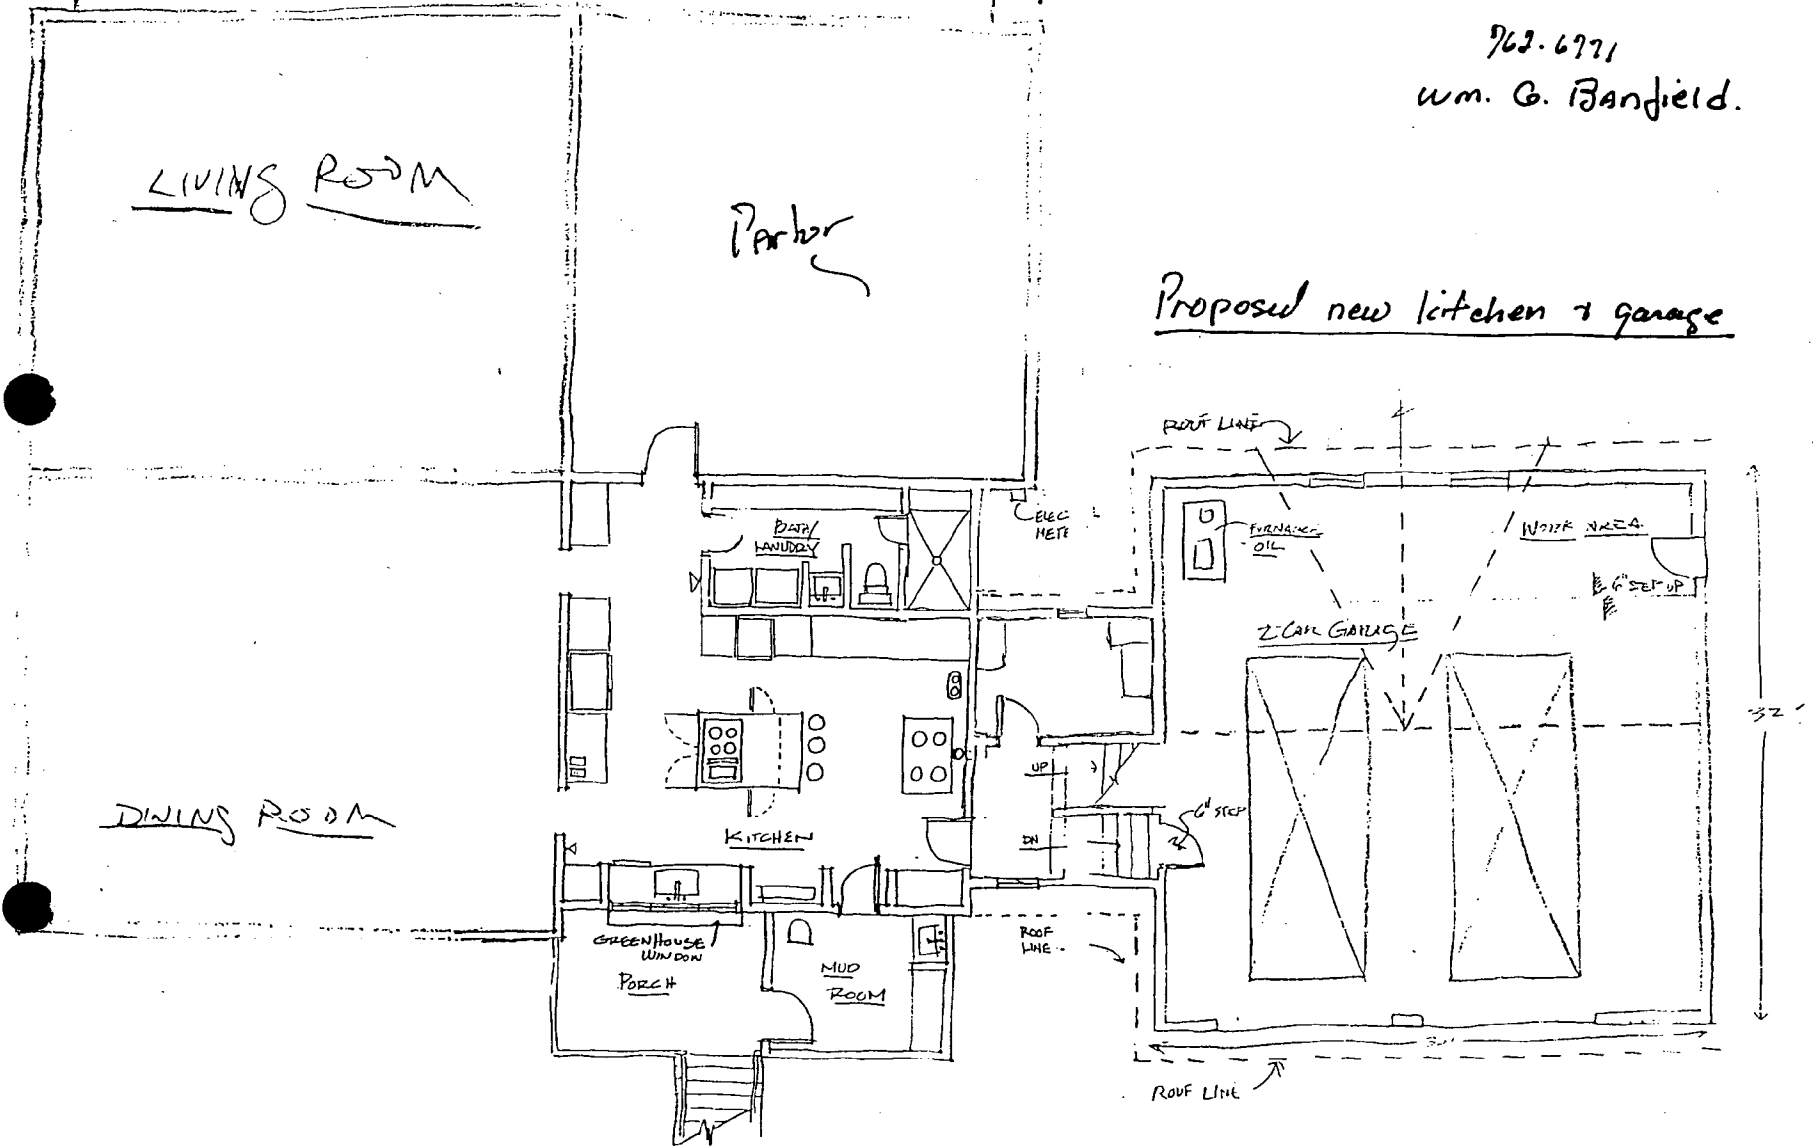 762.6771
Wm. G. Banfield.
LIVING ROOM
Parlor
Proposed new kitchen & garage
ROOF LINE
ELEC
METE
BATH/
LAUNDRY
FURNACE
OIL
WORK AREA
6" STEP UP
2 CAR GARAGE
32'
UP
6" STEP
DINING ROOM
KITCHEN
DN
GREENHOUSE
WINDOW
ROOF
LINE
PORCH
MUD
ROOM
ROOF LINE